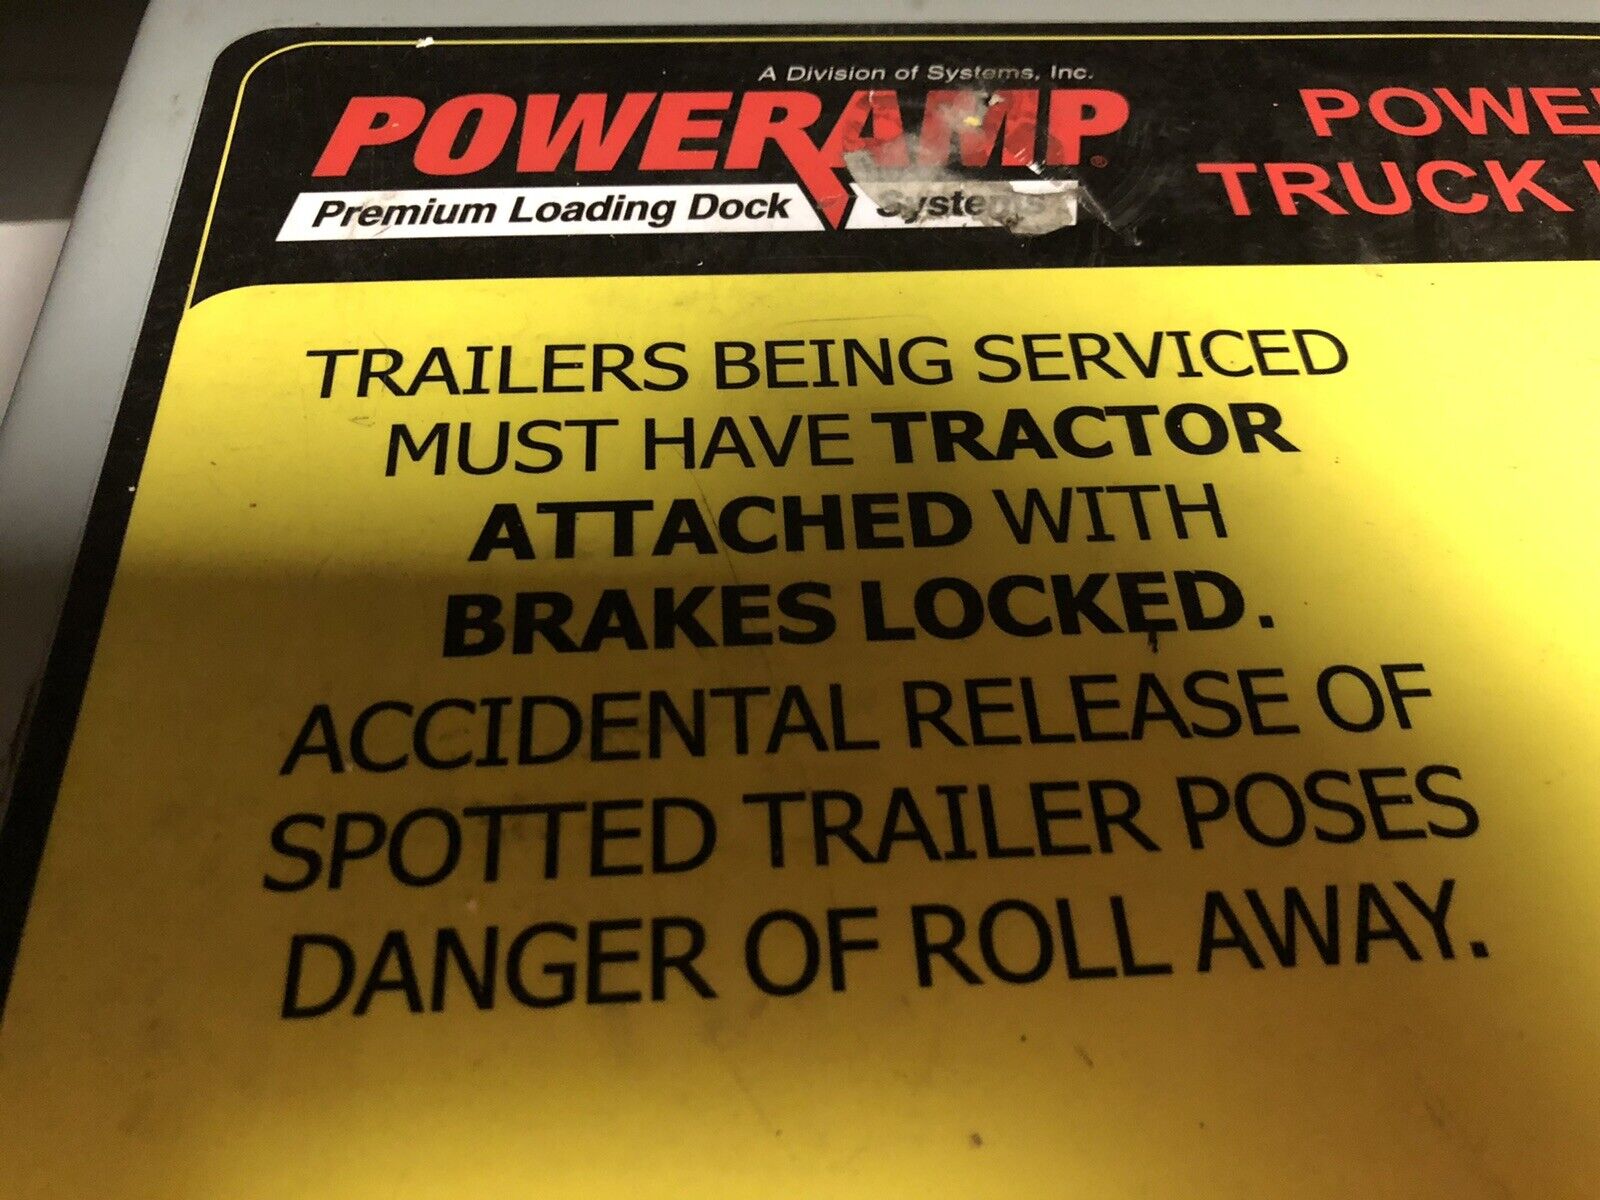 A Division of Systems, Inc.
POWERAMP®
Premium Loading Dock Systems
TRUCK
TRAILERS BEING SERVICED
MUST HAVE TRACTOR
ATTACHED WITH
BRAKES LOCKED.
ACCIDENTAL RELEASE OF
SPOTTED TRAILER POSES
DANGER OF ROLL AWAY.